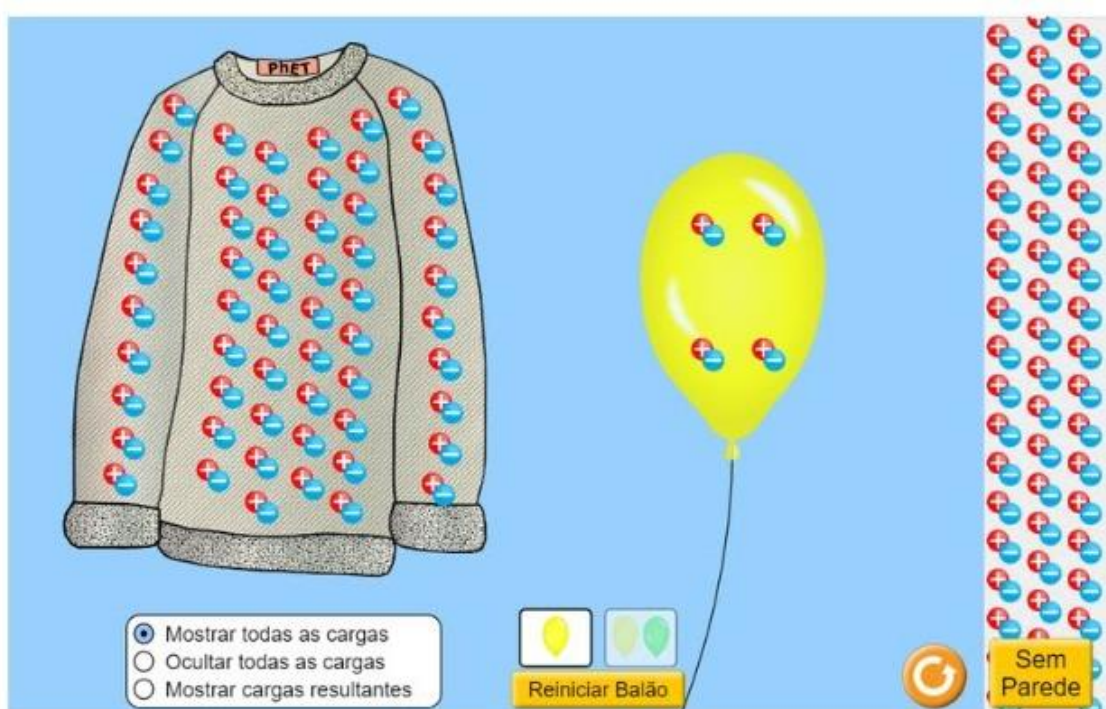 PhET
Mostrar todas as cargas
Ocultar todas as cargas
Mostrar cargas resultantes
Reiniciar Balão
Sem
Parede